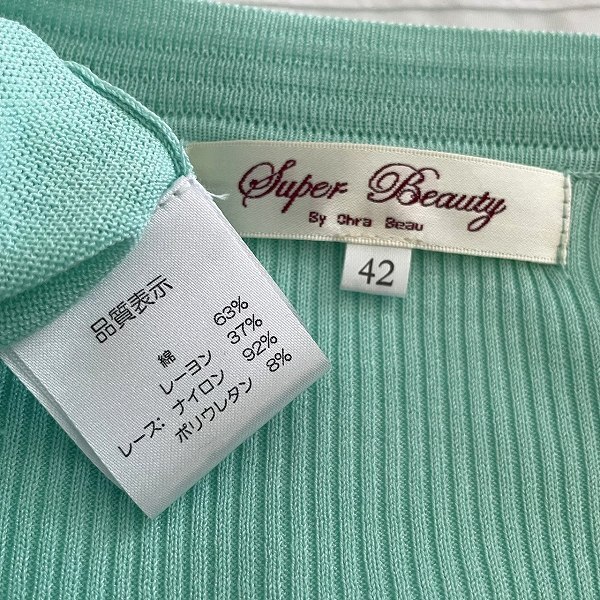 Super Beauty
By Chra Beau
42
品質表示
綿 63%
レーヨン 37%
レース: ナイロン 92%
ポリウレタン 8%